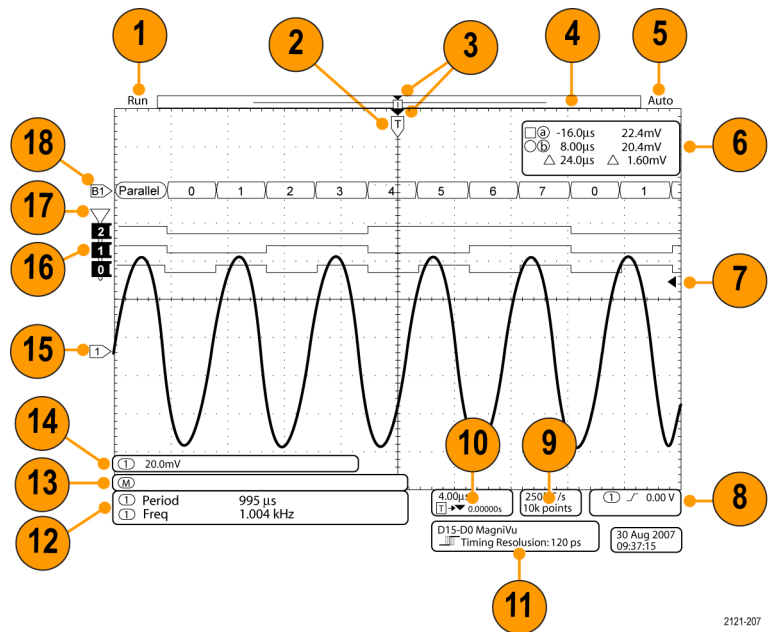 1
2
3
4
5
Run
Auto
T
6
a -16.0µs 22.4mV
b 8.00µs 20.4mV
△ 24.0µs △ 1.60mV
18
B1 Parallel 0 1 2 3 4 5 6 7 0 1
17
2
16
1
0
7
15
1
14
10
9
1 20.0mV
13
M
4.00µs
T→▼ 0.00000s
10k points
1 0.00 V
8
12
1 Period 995 µs
1 Freq 1.004 kHz
D15-D0 MagniVu
Timing Resolusion: 120 ps
30 Aug 2007
09:37:15
11
2121-207